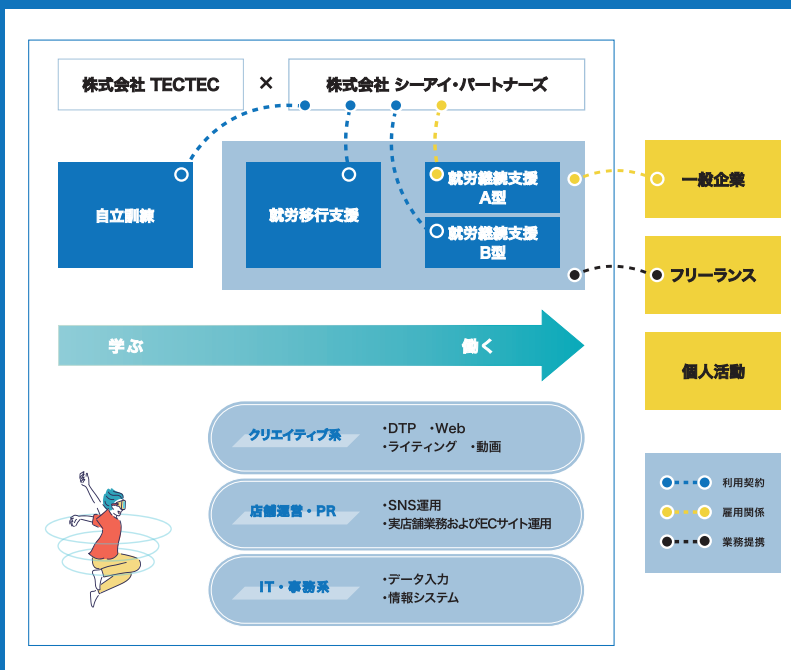 株式会社 TECTEC
×
株式会社 シーアイ・パートナーズ
自立訓練
就労移行支援
就労継続支援
A型
就労継続支援
B型
一般企業
フリーランス
個人活動
学ぶ
働く
クリエイティブ系
・DTP ・Web
・ライティング ・動画
店舗運営・PR
・SNS運用
・実店舗業務およびECサイト運用
IT・事務系
・データ入力
・情報システム
利用契約
雇用関係
業務提携